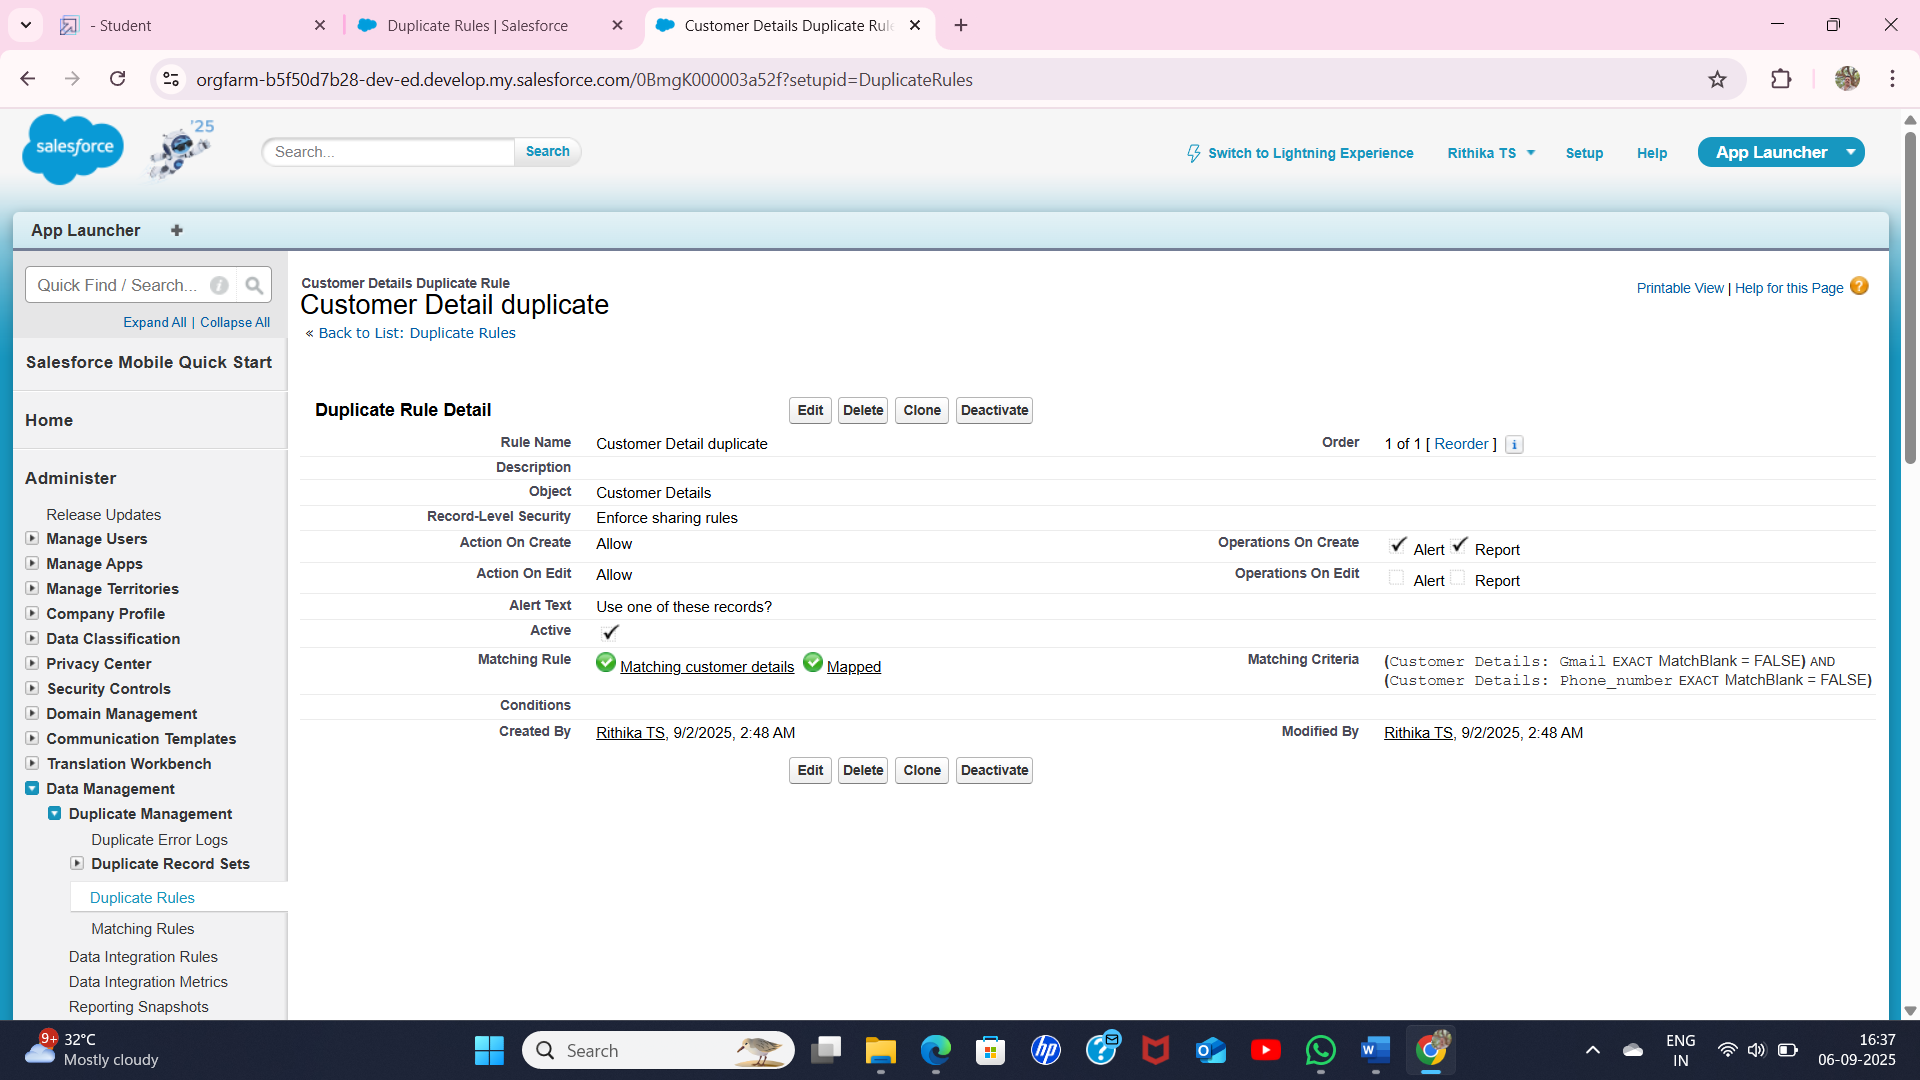 - Student
Duplicate Rules | Salesforce
Customer Details Duplicate Rul
orgfarm-b5f50d7b28-dev-ed.develop.my.salesforce.com/0BmgK000003a52f?setupid=DuplicateRules
salesforce
'25
Search...
Search
Switch to Lightning Experience
Rithika TS
Setup
Help
App Launcher
App Launcher
Quick Find / Search...
Expand All | Collapse All
Salesforce Mobile Quick Start
Home
Administer
Release Updates
Manage Users
Manage Apps
Manage Territories
Company Profile
Data Classification
Privacy Center
Security Controls
Domain Management
Communication Templates
Translation Workbench
Data Management
Duplicate Management
Duplicate Error Logs
Duplicate Record Sets
Duplicate Rules
Matching Rules
Data Integration Rules
Data Integration Metrics
Reporting Snapshots
Customer Details Duplicate Rule
Customer Detail duplicate
« Back to List: Duplicate Rules
Printable View | Help for this Page
Duplicate Rule Detail
Edit Delete Clone Deactivate
Rule Name Customer Detail duplicate
Order 1 of 1 [ Reorder ]
Description
Object Customer Details
Record-Level Security Enforce sharing rules
Action On Create Allow
Operations On Create Alert Report
Action On Edit Allow
Operations On Edit Alert Report
Alert Text Use one of these records?
Active
Matching Rule Matching customer details Mapped
Matching Criteria (Customer Details: Gmail EXACT MatchBlank = FALSE) AND
(Customer Details: Phone_number EXACT MatchBlank = FALSE)
Conditions
Created By Rithika TS, 9/2/2025, 2:48 AM
Modified By Rithika TS, 9/2/2025, 2:48 AM
Edit Delete Clone Deactivate
9+
32°C
Mostly cloudy
Search
hp
ENG
IN
16:37
06-09-2025